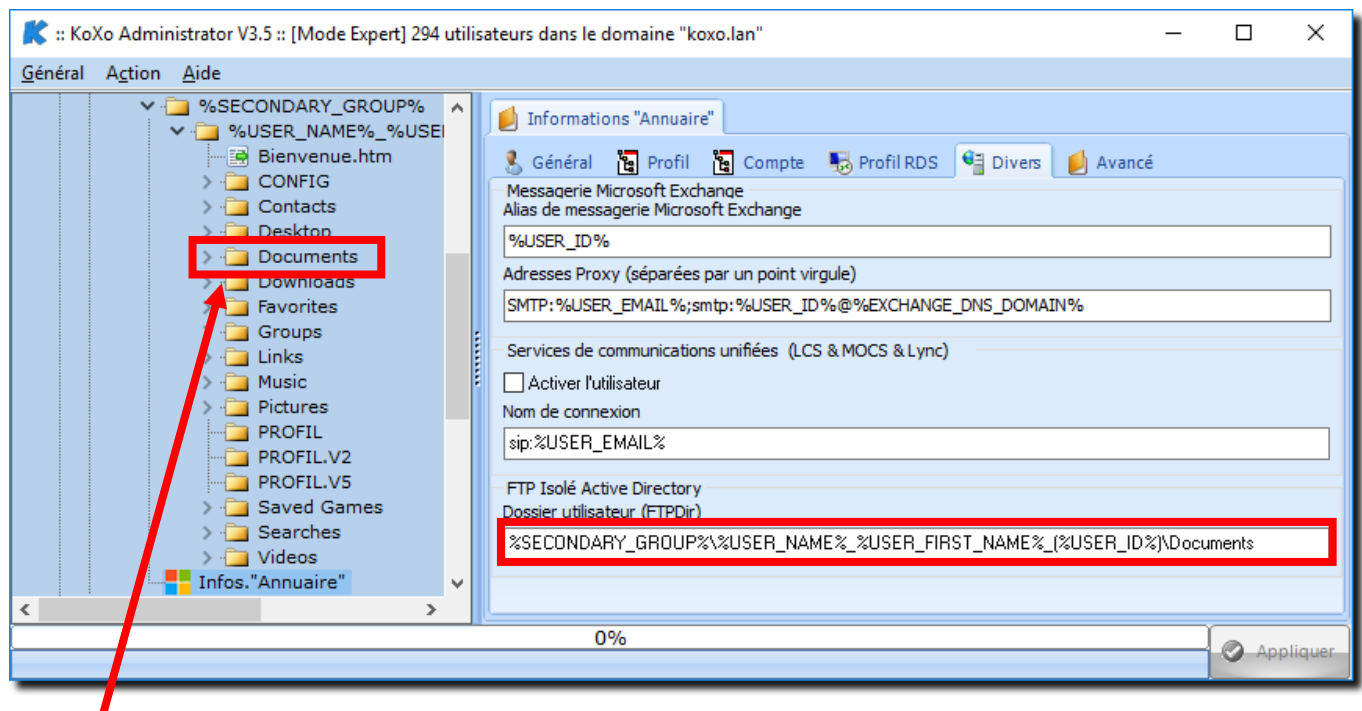 :: KoXo Administrator V3.5 :: [Mode Expert] 294 utilisateurs dans le domaine "koxo.lan"
Général Action Aide
%SECONDARY_GROUP%
%USER_NAME%_%USE
Bienvenue.htm
CONFIG
Contacts
Desktop
Documents
Downloads
Favorites
Groups
Links
Music
Pictures
PROFIL
PROFIL.V2
PROFIL.V5
Saved Games
Searches
Videos
Infos."Annuaire"
Informations "Annuaire"
Général Profil Compte Profil RDS Divers Avancé
Messagerie Microsoft Exchange
Alias de messagerie Microsoft Exchange
%USER_ID%
Adresses Proxy (séparées par un point virgule)
SMTP:%USER_EMAIL%;smtp:%USER_ID%@%EXCHANGE_DNS_DOMAIN%
Services de communications unifiées (LCS & MOCS & Lync)
Activer l'utilisateur
Nom de connexion
sip:%USER_EMAIL%
FTP Isolé Active Directory
Dossier utilisateur (FTPDir)
%SECONDARY_GROUP%\%USER_NAME%_%USER_FIRST_NAME%_(%USER_ID%)\Documents
0%
Appliquer